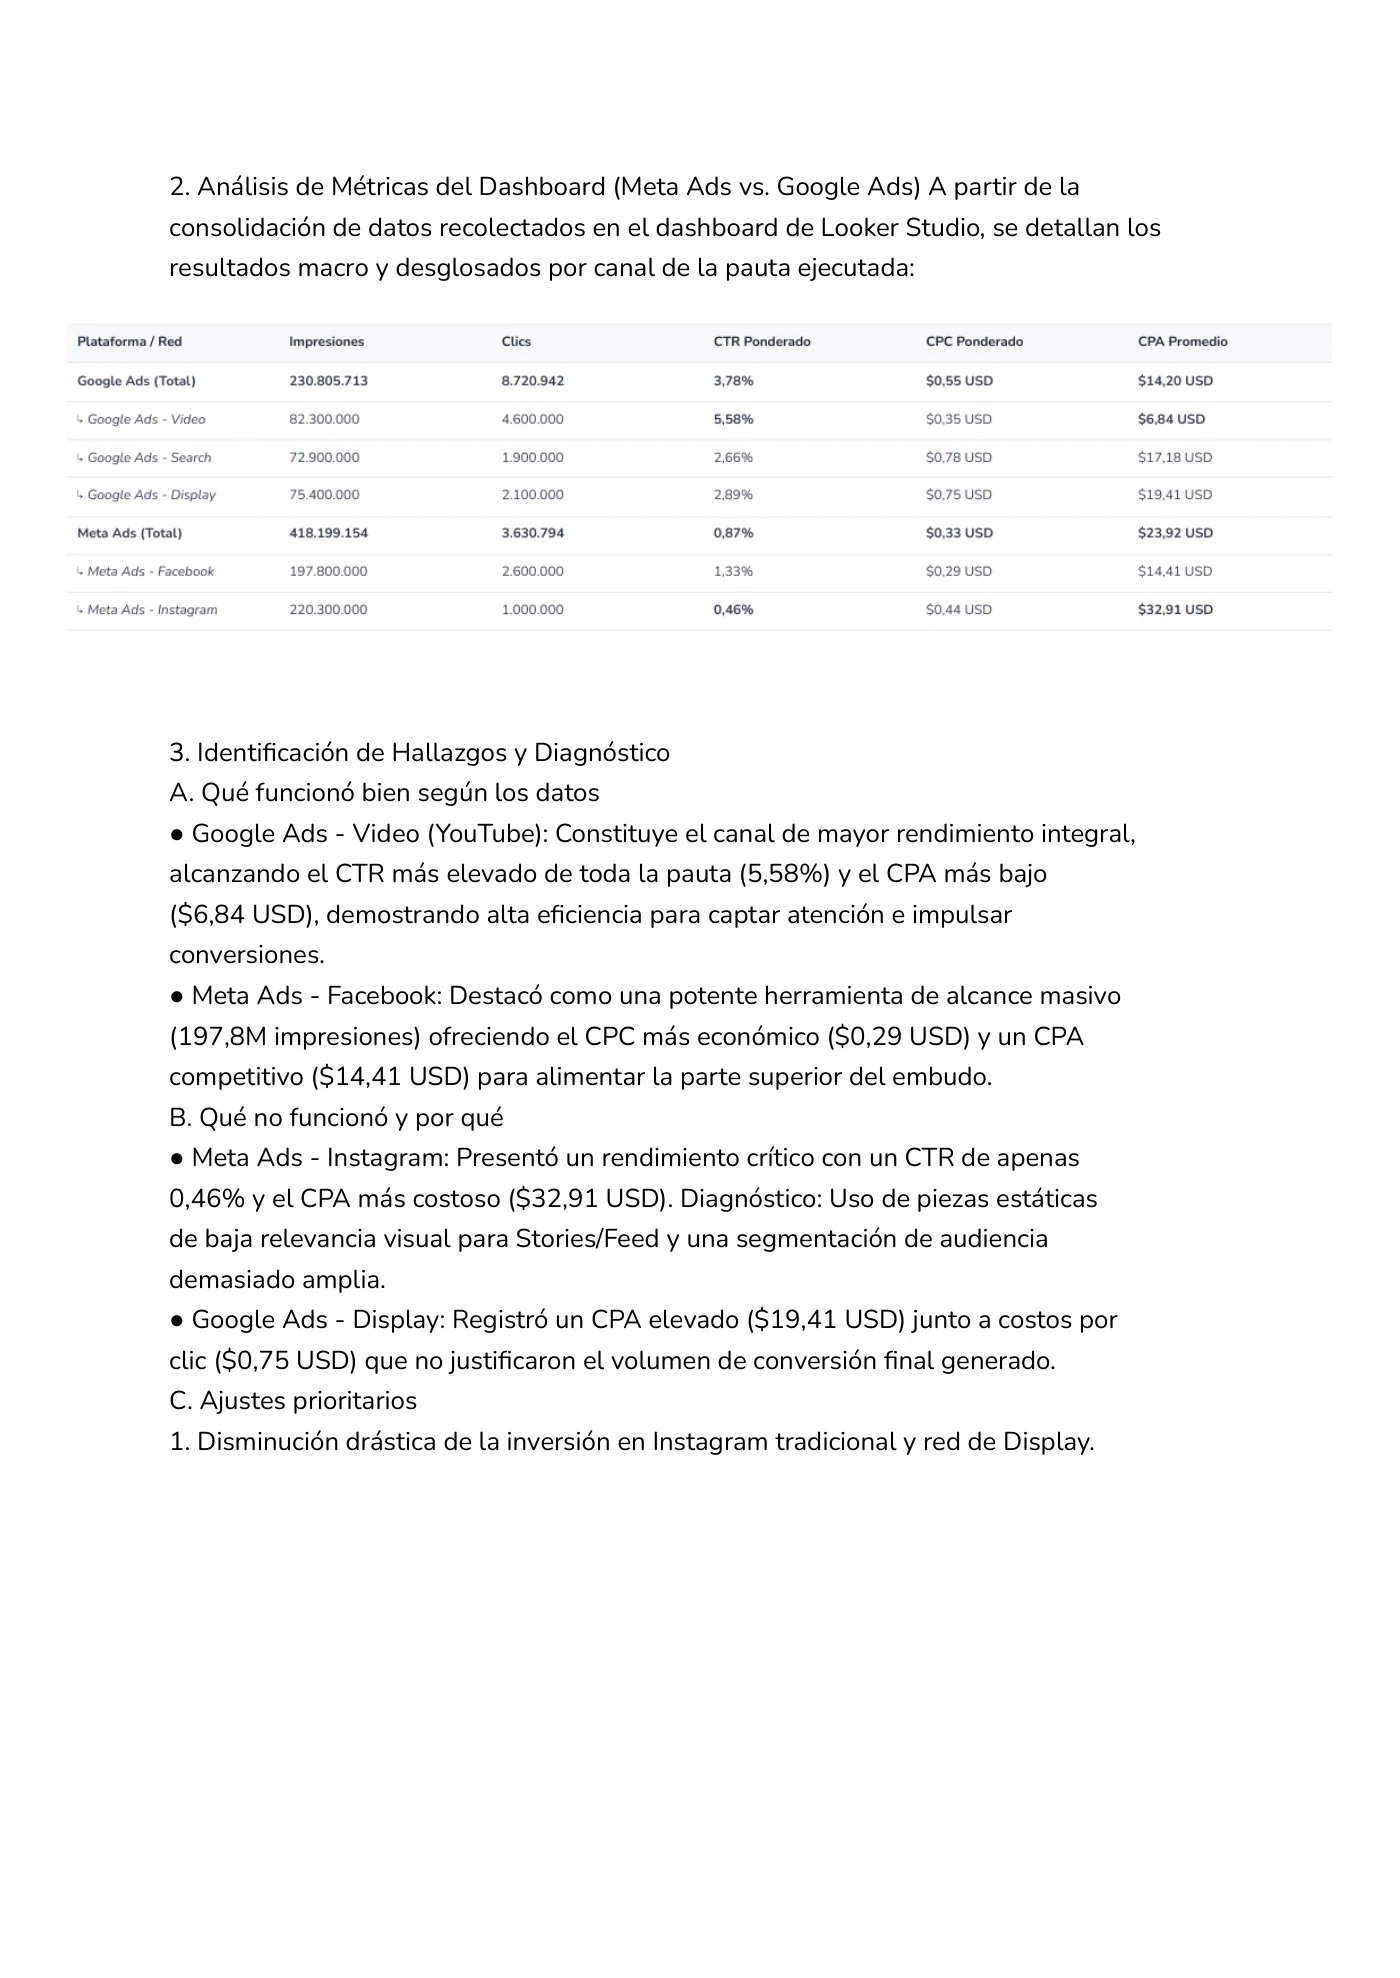 2. Análisis de Métricas del Dashboard (Meta Ads vs. Google Ads) A partir de la
consolidación de datos recolectados en el dashboard de Looker Studio, se detallan los
resultados macro y desglosados por canal de la pauta ejecutada:
Plataforma / Red Impresiones Clics CTR Ponderado CPC Ponderado CPA Promedio
Google Ads (Total) 230.805.713 8.720.942 3,78% $0,55 USD $14,20 USD
↳ Google Ads - Video 82.300.000 4.600.000 5,58% $0,35 USD $6,84 USD
↳ Google Ads - Search 72.900.000 1.900.000 2,66% $0,78 USD $17,18 USD
↳ Google Ads - Display 75.400.000 2.100.000 2,89% $0,75 USD $19,41 USD
Meta Ads (Total) 418.199.154 3.630.794 0,87% $0,33 USD $23,92 USD
↳ Meta Ads - Facebook 197.800.000 2.600.000 1,33% $0,29 USD $14,41 USD
↳ Meta Ads - Instagram 220.300.000 1.000.000 0,46% $0,44 USD $32,91 USD
3. Identificación de Hallazgos y Diagnóstico
A. Qué funcionó bien según los datos
● Google Ads - Video (YouTube): Constituye el canal de mayor rendimiento integral,
alcanzando el CTR más elevado de toda la pauta (5,58%) y el CPA más bajo
($6,84 USD), demostrando alta eficiencia para captar atención e impulsar
conversiones.
● Meta Ads - Facebook: Destacó como una potente herramienta de alcance masivo
(197,8M impresiones) ofreciendo el CPC más económico ($0,29 USD) y un CPA
competitivo ($14,41 USD) para alimentar la parte superior del embudo.
B. Qué no funcionó y por qué
● Meta Ads - Instagram: Presentó un rendimiento crítico con un CTR de apenas
0,46% y el CPA más costoso ($32,91 USD). Diagnóstico: Uso de piezas estáticas
de baja relevancia visual para Stories/Feed y una segmentación de audiencia
demasiado amplia.
● Google Ads - Display: Registró un CPA elevado ($19,41 USD) junto a costos por
clic ($0,75 USD) que no justificaron el volumen de conversión final generado.
C. Ajustes prioritarios
1. Disminución drástica de la inversión en Instagram tradicional y red de Display.